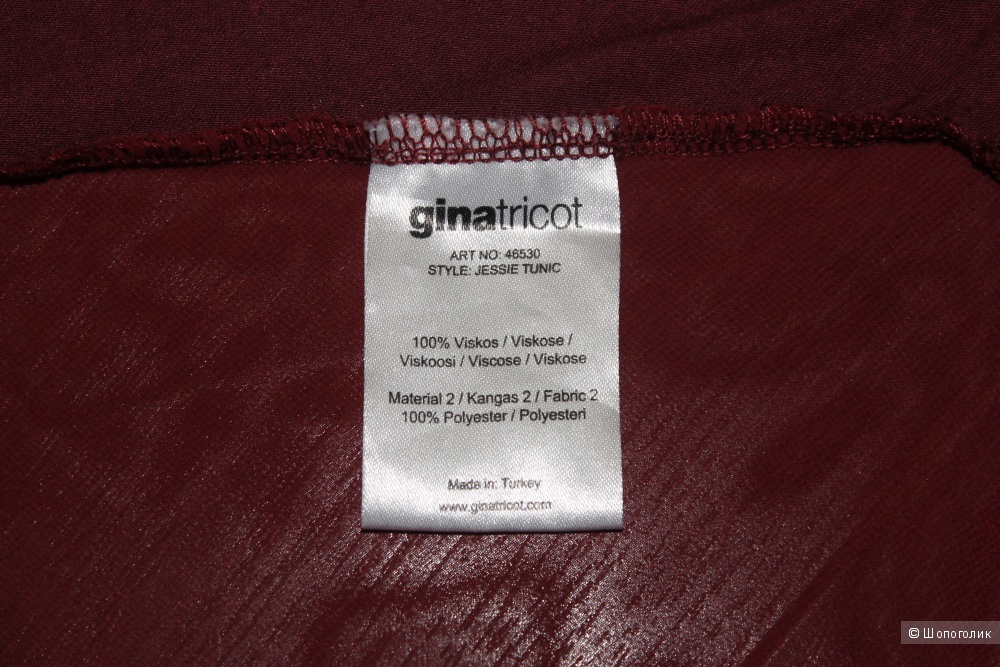 ginatricot
ART NO: 46530
STYLE: JESSIE TUNIC
100% Viskos / Viskose /
Viskoosi / Viscose / Viskose
Material 2 / Kangas 2 / Fabric 2
100% Polyester / Polyesteri
Made in: Turkey
www.ginatricot.com
© Шопоголик